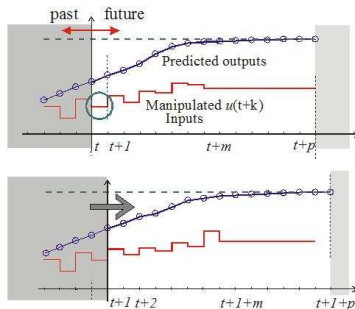 past future
Predicted outputs
Manipulated u(t+k)
Inputs
t t+1 t+m t+p
t+1 t+2 t+1+m t+1+p